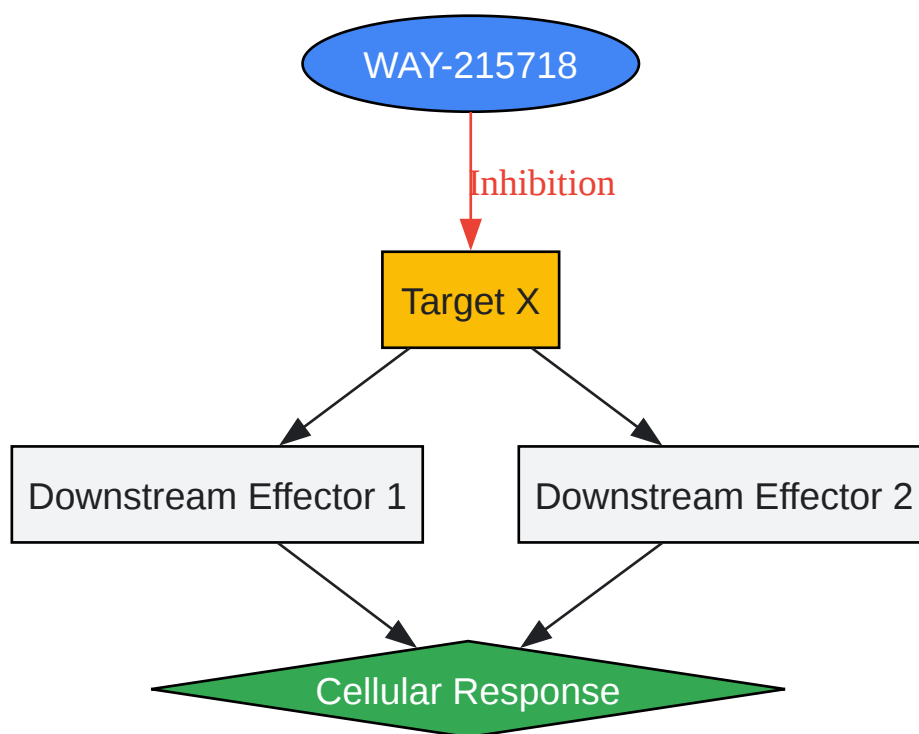 WAY-215718
Inhibition
Target X
Downstream Effector 1
Downstream Effector 2
Cellular Response